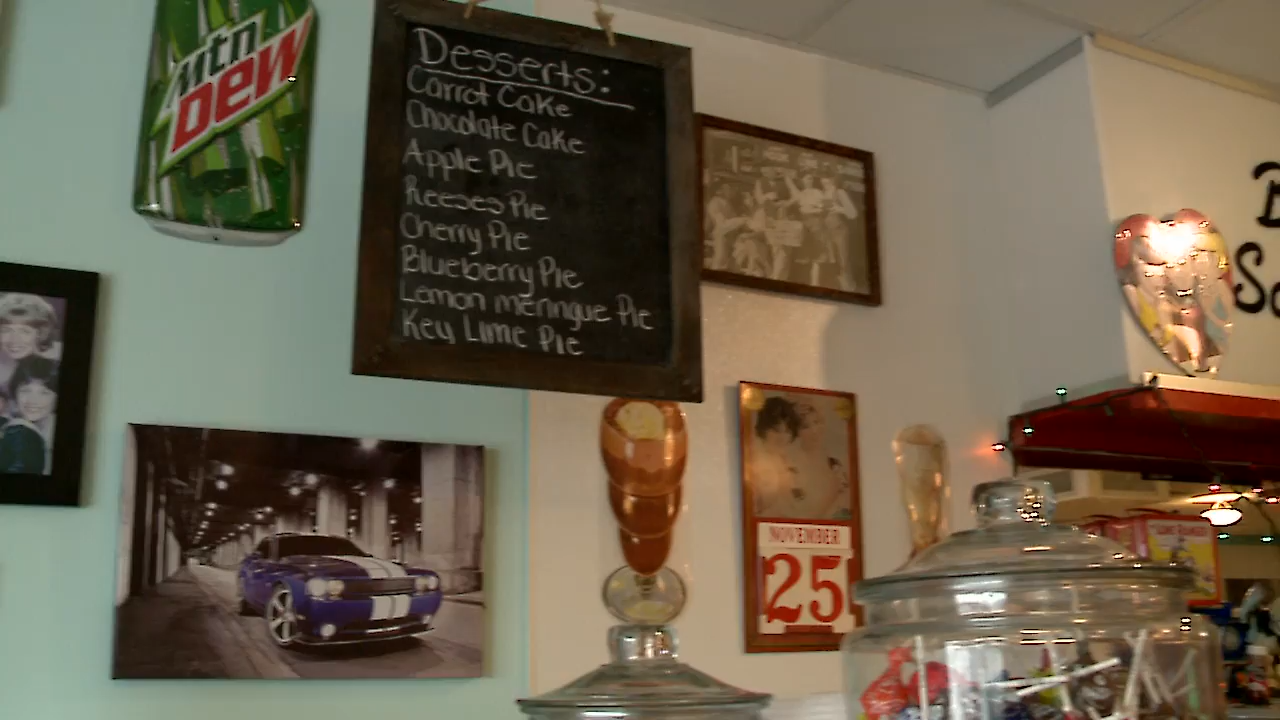 Mtn
Dew
Desserts:
Carrot Cake
Chocolate Cake
Apple Pie
Reeses Pie
Cherry Pie
Blueberry Pie
Lemon meringue Pie
Key Lime Pie
NOVEMBER
25